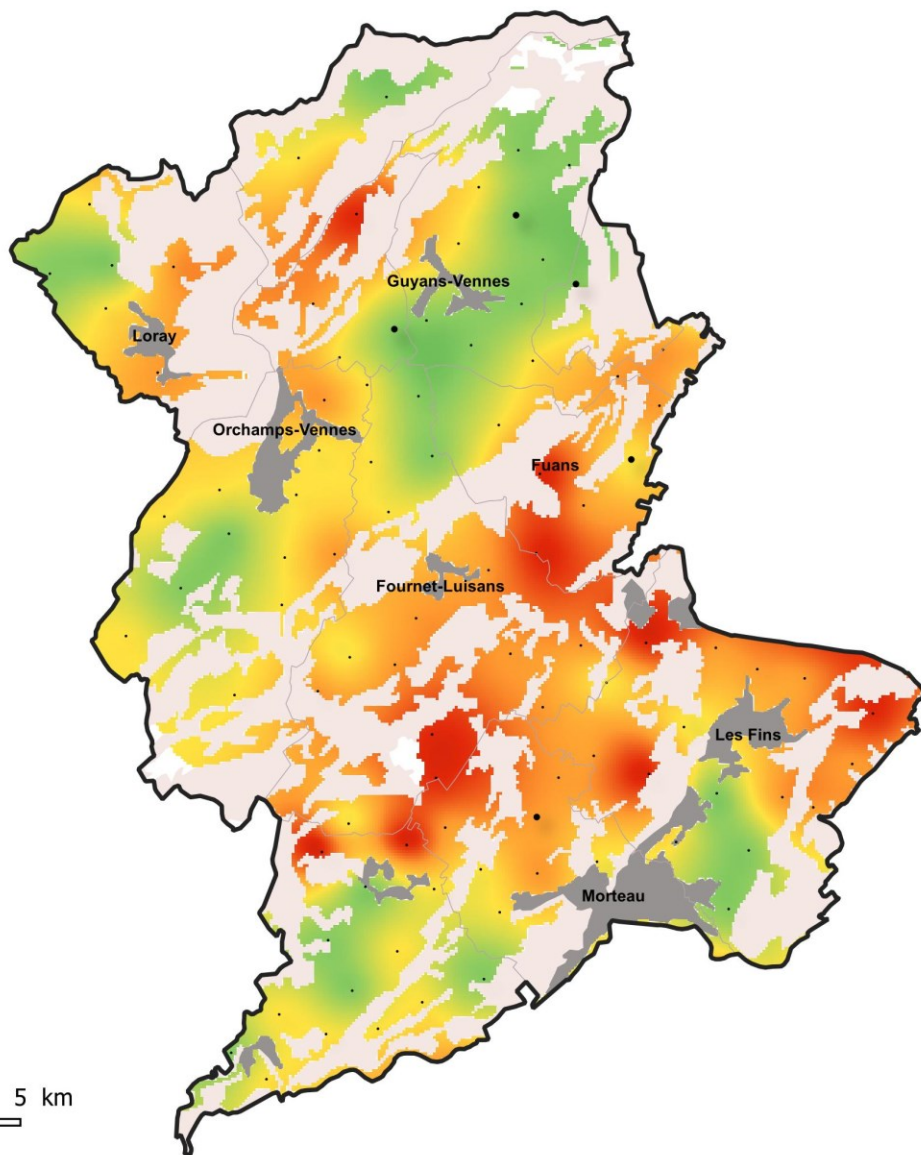 Guyans-Vennes
Loray
Orchamps-Vennes
Fuans
Fournet-Luisans
Les Fins
Morteau
5 km